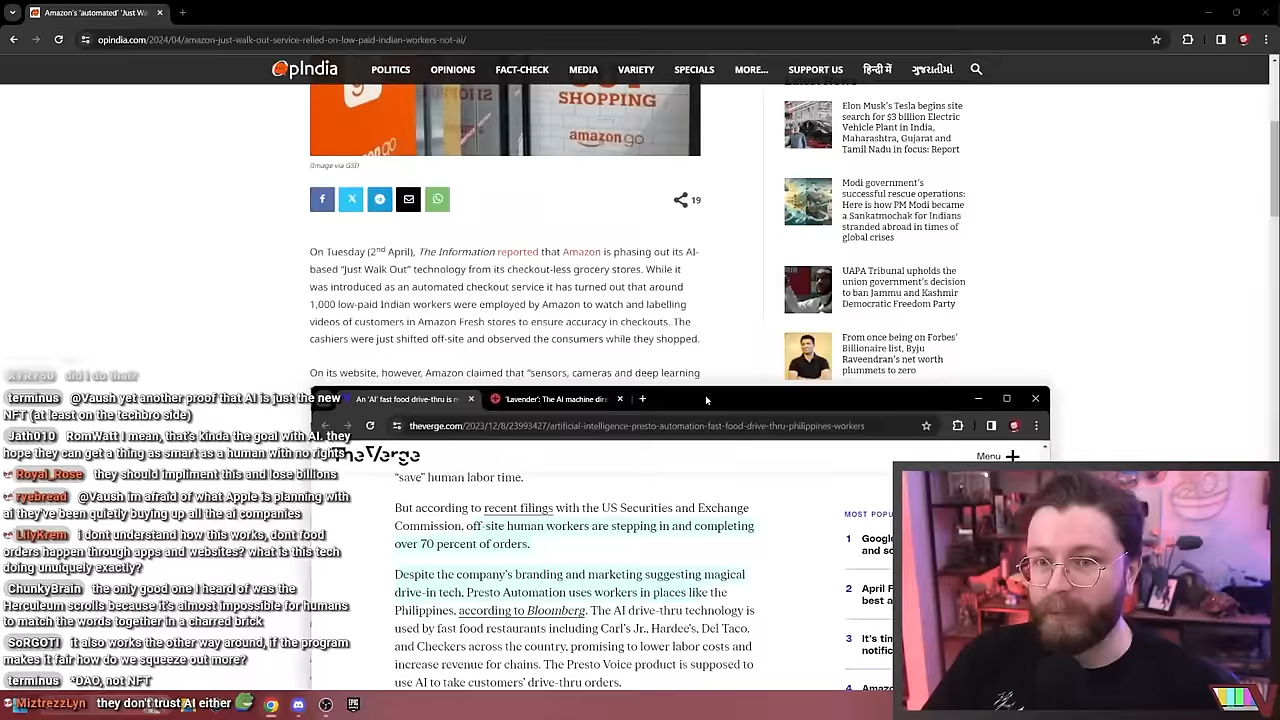 Amazon's 'automated' 'Just W
opindia.com/2024/04/amazon-just-walk-out-service-relied-on-low-paid-indian-workers-not-ai/
OpIndia
POLITICS
OPINIONS
FACT-CHECK
MEDIA
VARIETY
SPECIALS
MORE...
SUPPORT US
हिन्दी में
ગુજરાતીમાં
SHOPPING
amazon go
(Image via GSI)
19
On Tuesday (2nd April), The Information reported that Amazon is phasing out its AI-
based "Just Walk Out" technology from its checkout-less grocery stores. While it
was introduced as an automated checkout service it has turned out that around
1,000 low-paid Indian workers were employed by Amazon to watch and labelling
videos of customers in Amazon Fresh stores to ensure accuracy in checkouts. The
cashiers were just shifted off-site and observed the consumers while they shopped.
On its website, however, Amazon claimed that "sensors, cameras and deep learning
Elon Musk's Tesla begins site
search for $3 billion Electric
Vehicle Plant in India,
Maharashtra, Gujarat and
Tamil Nadu in focus: Report
Modi government's
successful rescue operations:
Here is how PM Modi became
a Sankatmochak for Indians
stranded abroad in times of
global crises
UAPA Tribunal upholds the
union government's decision
to ban Jammu and Kashmir
Democratic Freedom Party
From once being on Forbes'
Billionaire list, Byju
Raveendran's net worth
plummets to zero
did i do that?
terminus @Vaush yet another proof that AI is just the new
NFT (at least on the techbro side)
Jath010 RomWatt I mean, that's kinda the goal with AI. they
hope they can get a thing as smart as a human with no rights
Royal_Rose they should impliment this and lose billions
ryebread @Vaush im afraid of what Apple is planning with
ai they've been quietly buying up all the ai companies
LilyKrem i dont understand how this works, dont food
orders happen through apps and websites? what is this tech
doing uniquely exactly?
ChunkyBrain the only good one I heard of was the
Herculeum scrolls because it's almost impossible for humans
to match the words together in a charred brick
SoRGOTI it also works the other way around, if the program
makes it fair how do we squeeze out more?
terminus *DAO, not NFT
MiztrezzLyn they don't trust AI either
An 'AI' fast food drive-thru is m
'Lavender': The AI machine dire
theverge.com/2023/12/8/23993427/artificial-intelligence-presto-automation-fast-food-drive-thru-philippines-workers
TheVerge
Menu
"save" human labor time.
But according to recent filings with the US Securities and Exchange
Commission, off-site human workers are stepping in and completing
over 70 percent of orders.
Despite the company's branding and marketing suggesting magical
drive-in tech, Presto Automation uses workers in places like the
Philippines, according to Bloomberg. The AI drive-thru technology is
used by fast food restaurants including Carl's Jr., Hardee's, Del Taco,
and Checkers across the country, promising to lower labor costs and
increase revenue for chains. The Presto Voice product is supposed to
use AI to take customers' drive-thru orders.
MOST POPU
1 Googl
and so
2 April F
best a
3 It's tin
notific
4 Amazo